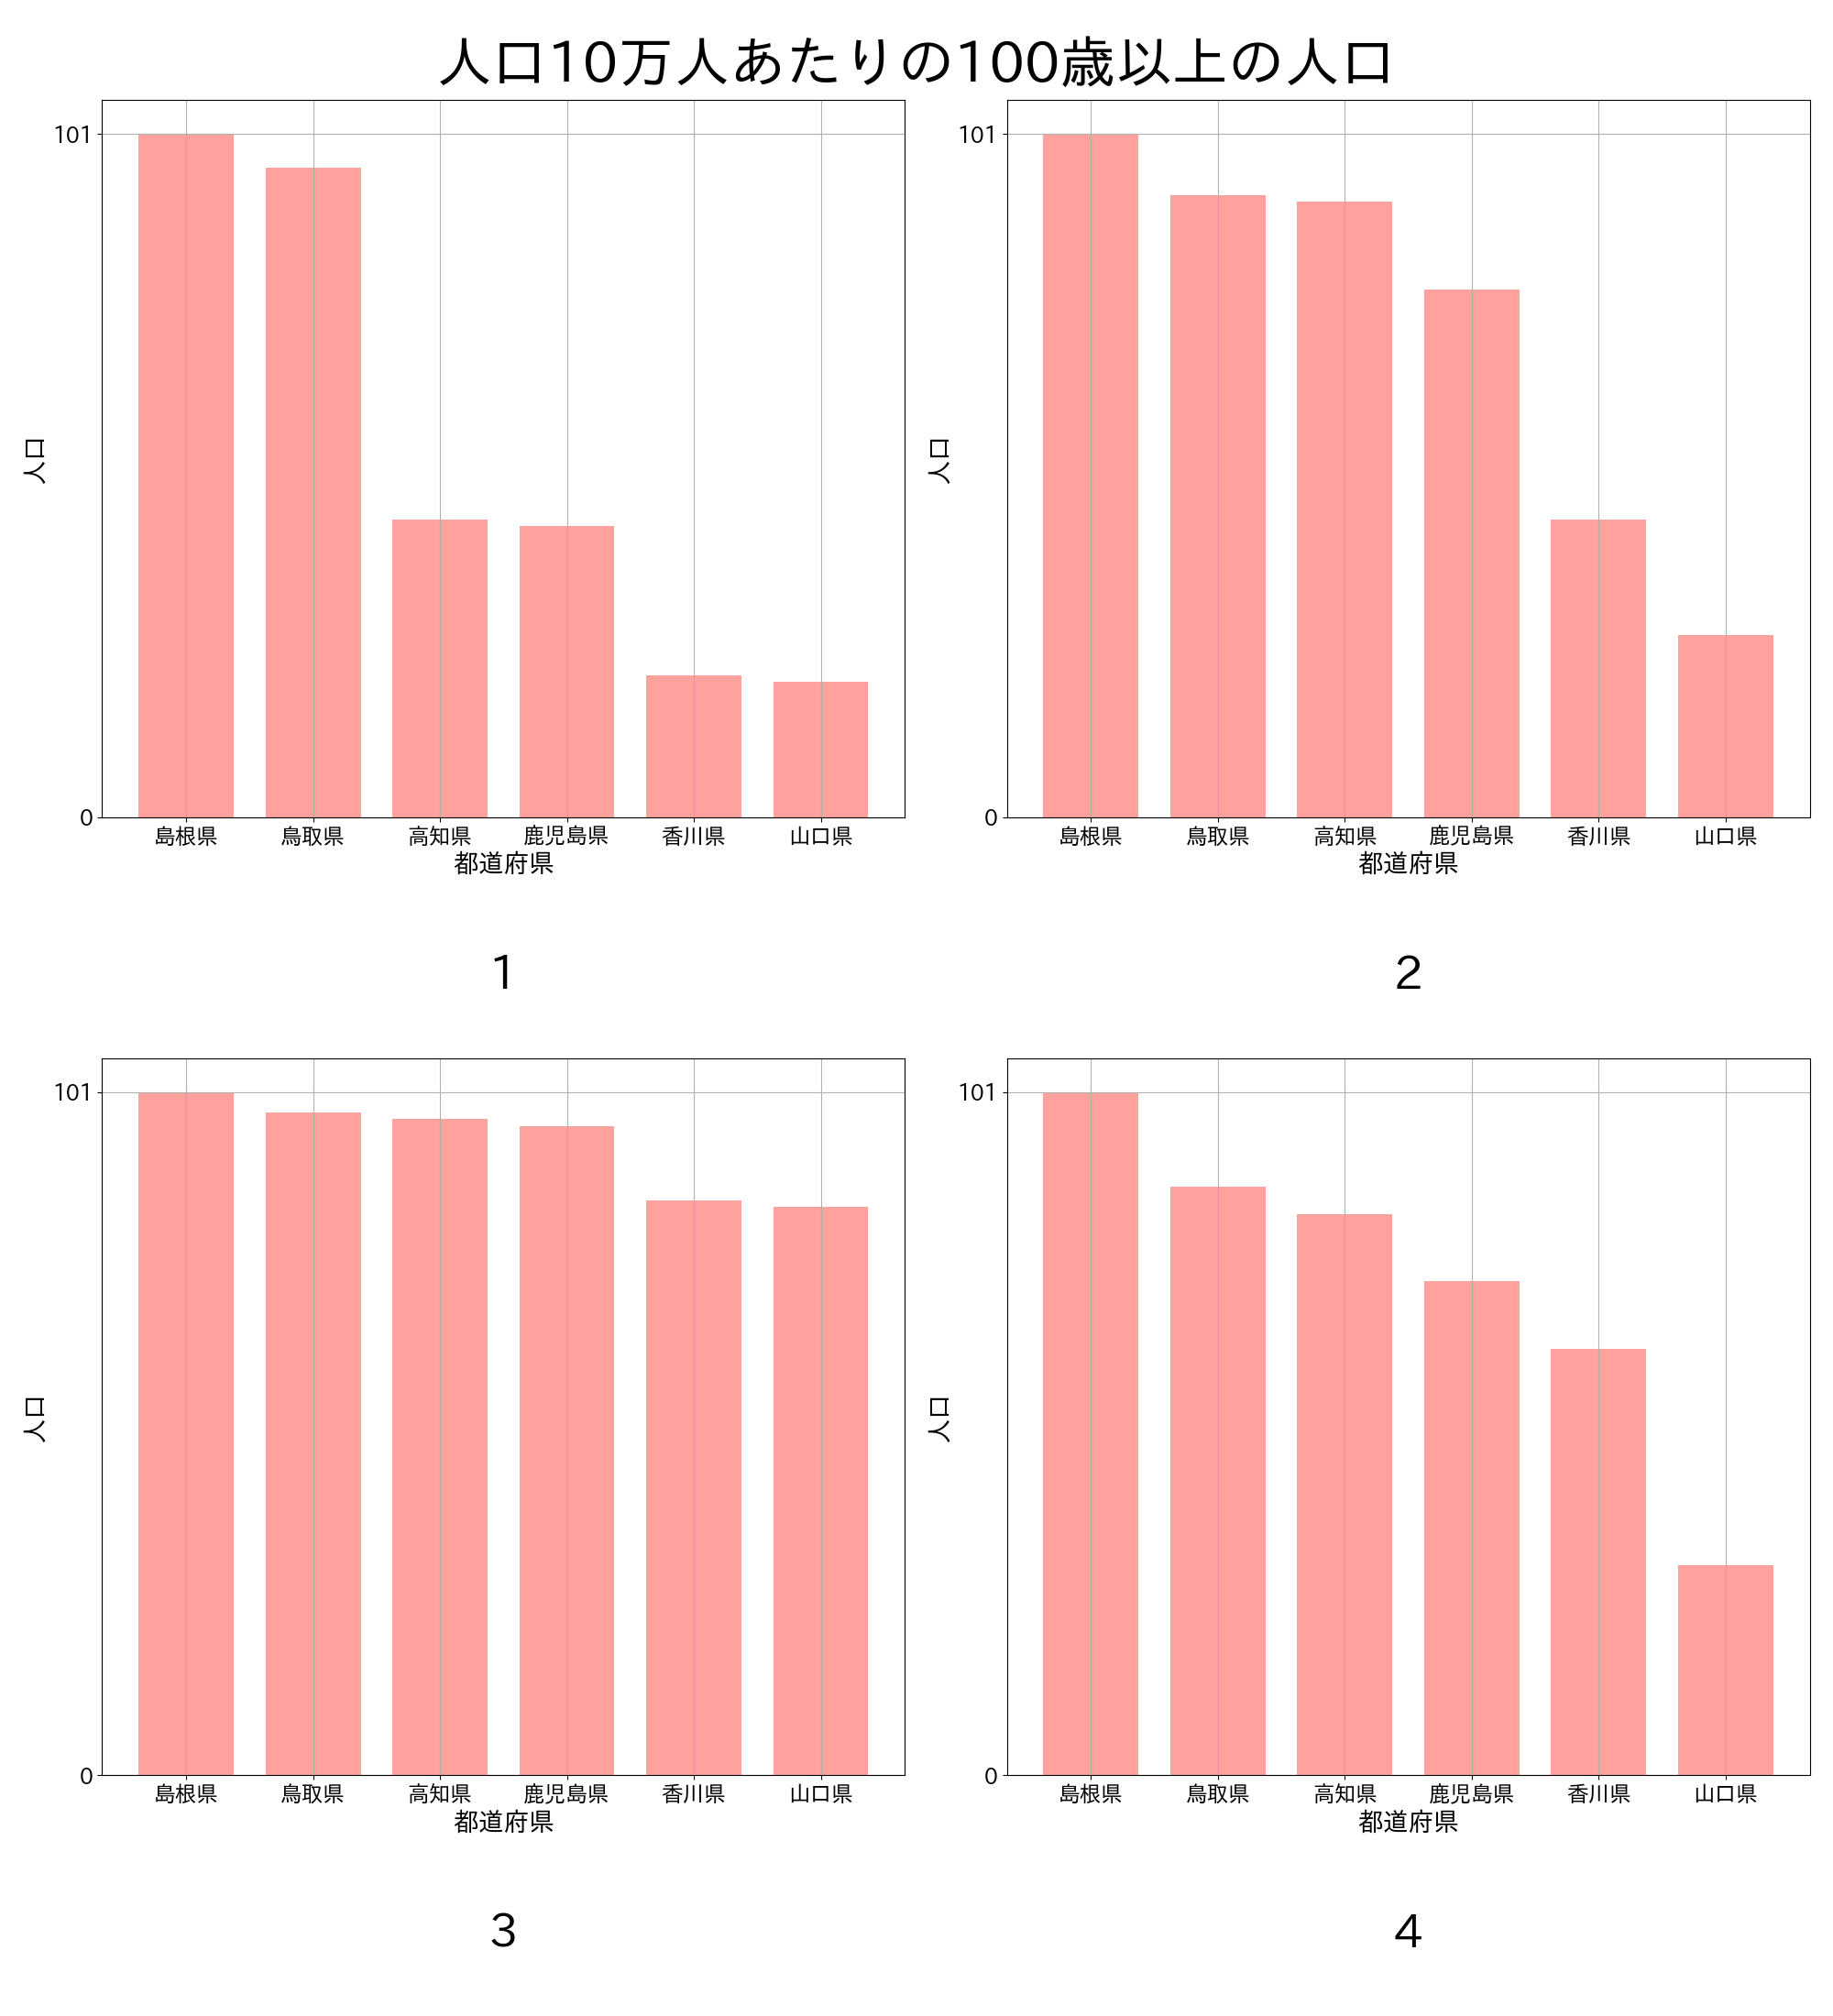 人口10万人あたりの100歳以上の人口
101
0
人口
島根県 鳥取県 高知県 鹿児島県 香川県 山口県
都道府県
1
101
0
人口
島根県 鳥取県 高知県 鹿児島県 香川県 山口県
都道府県
2
101
0
人口
島根県 鳥取県 高知県 鹿児島県 香川県 山口県
都道府県
3
101
0
人口
島根県 鳥取県 高知県 鹿児島県 香川県 山口県
都道府県
4